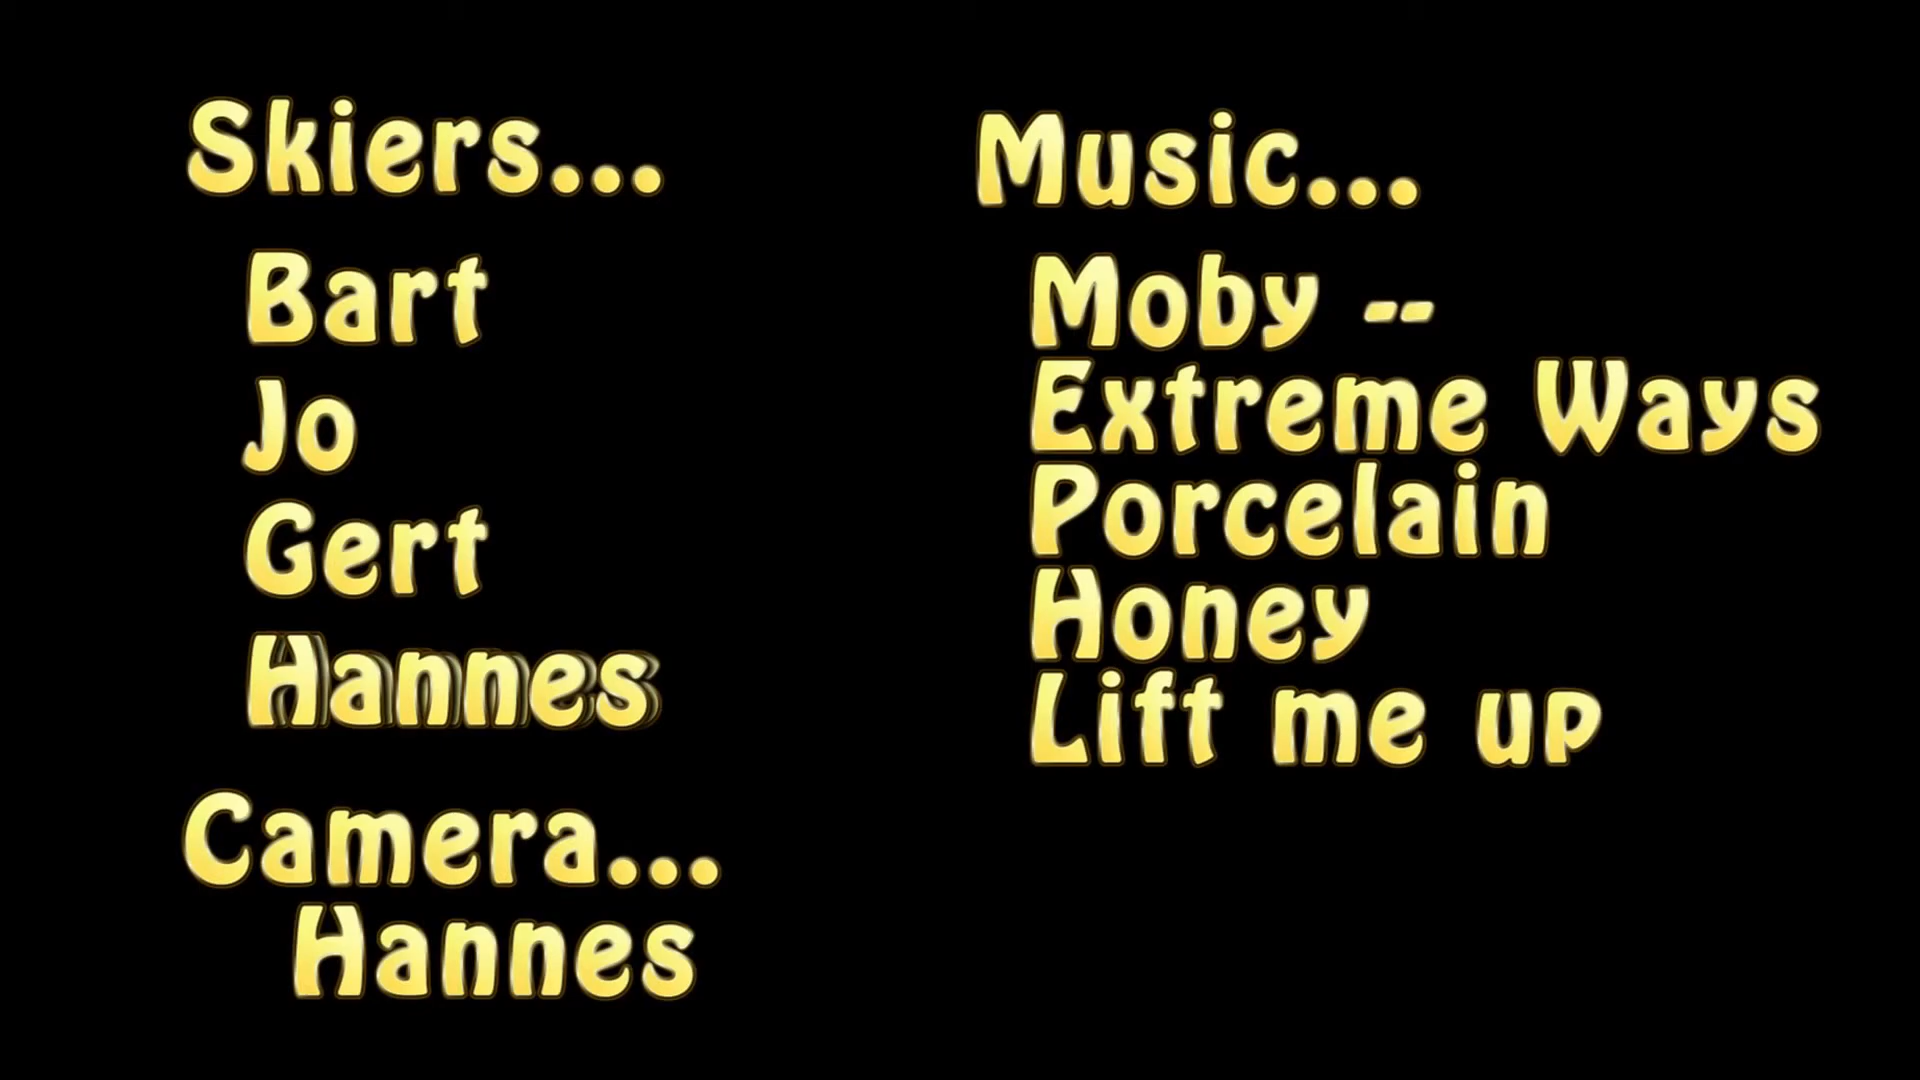 Skiers...
Bart
Jo
Gert
Hannes
Camera...
Hannes
Music...
Moby --
Extreme Ways
Porcelain
Honey
Lift me up